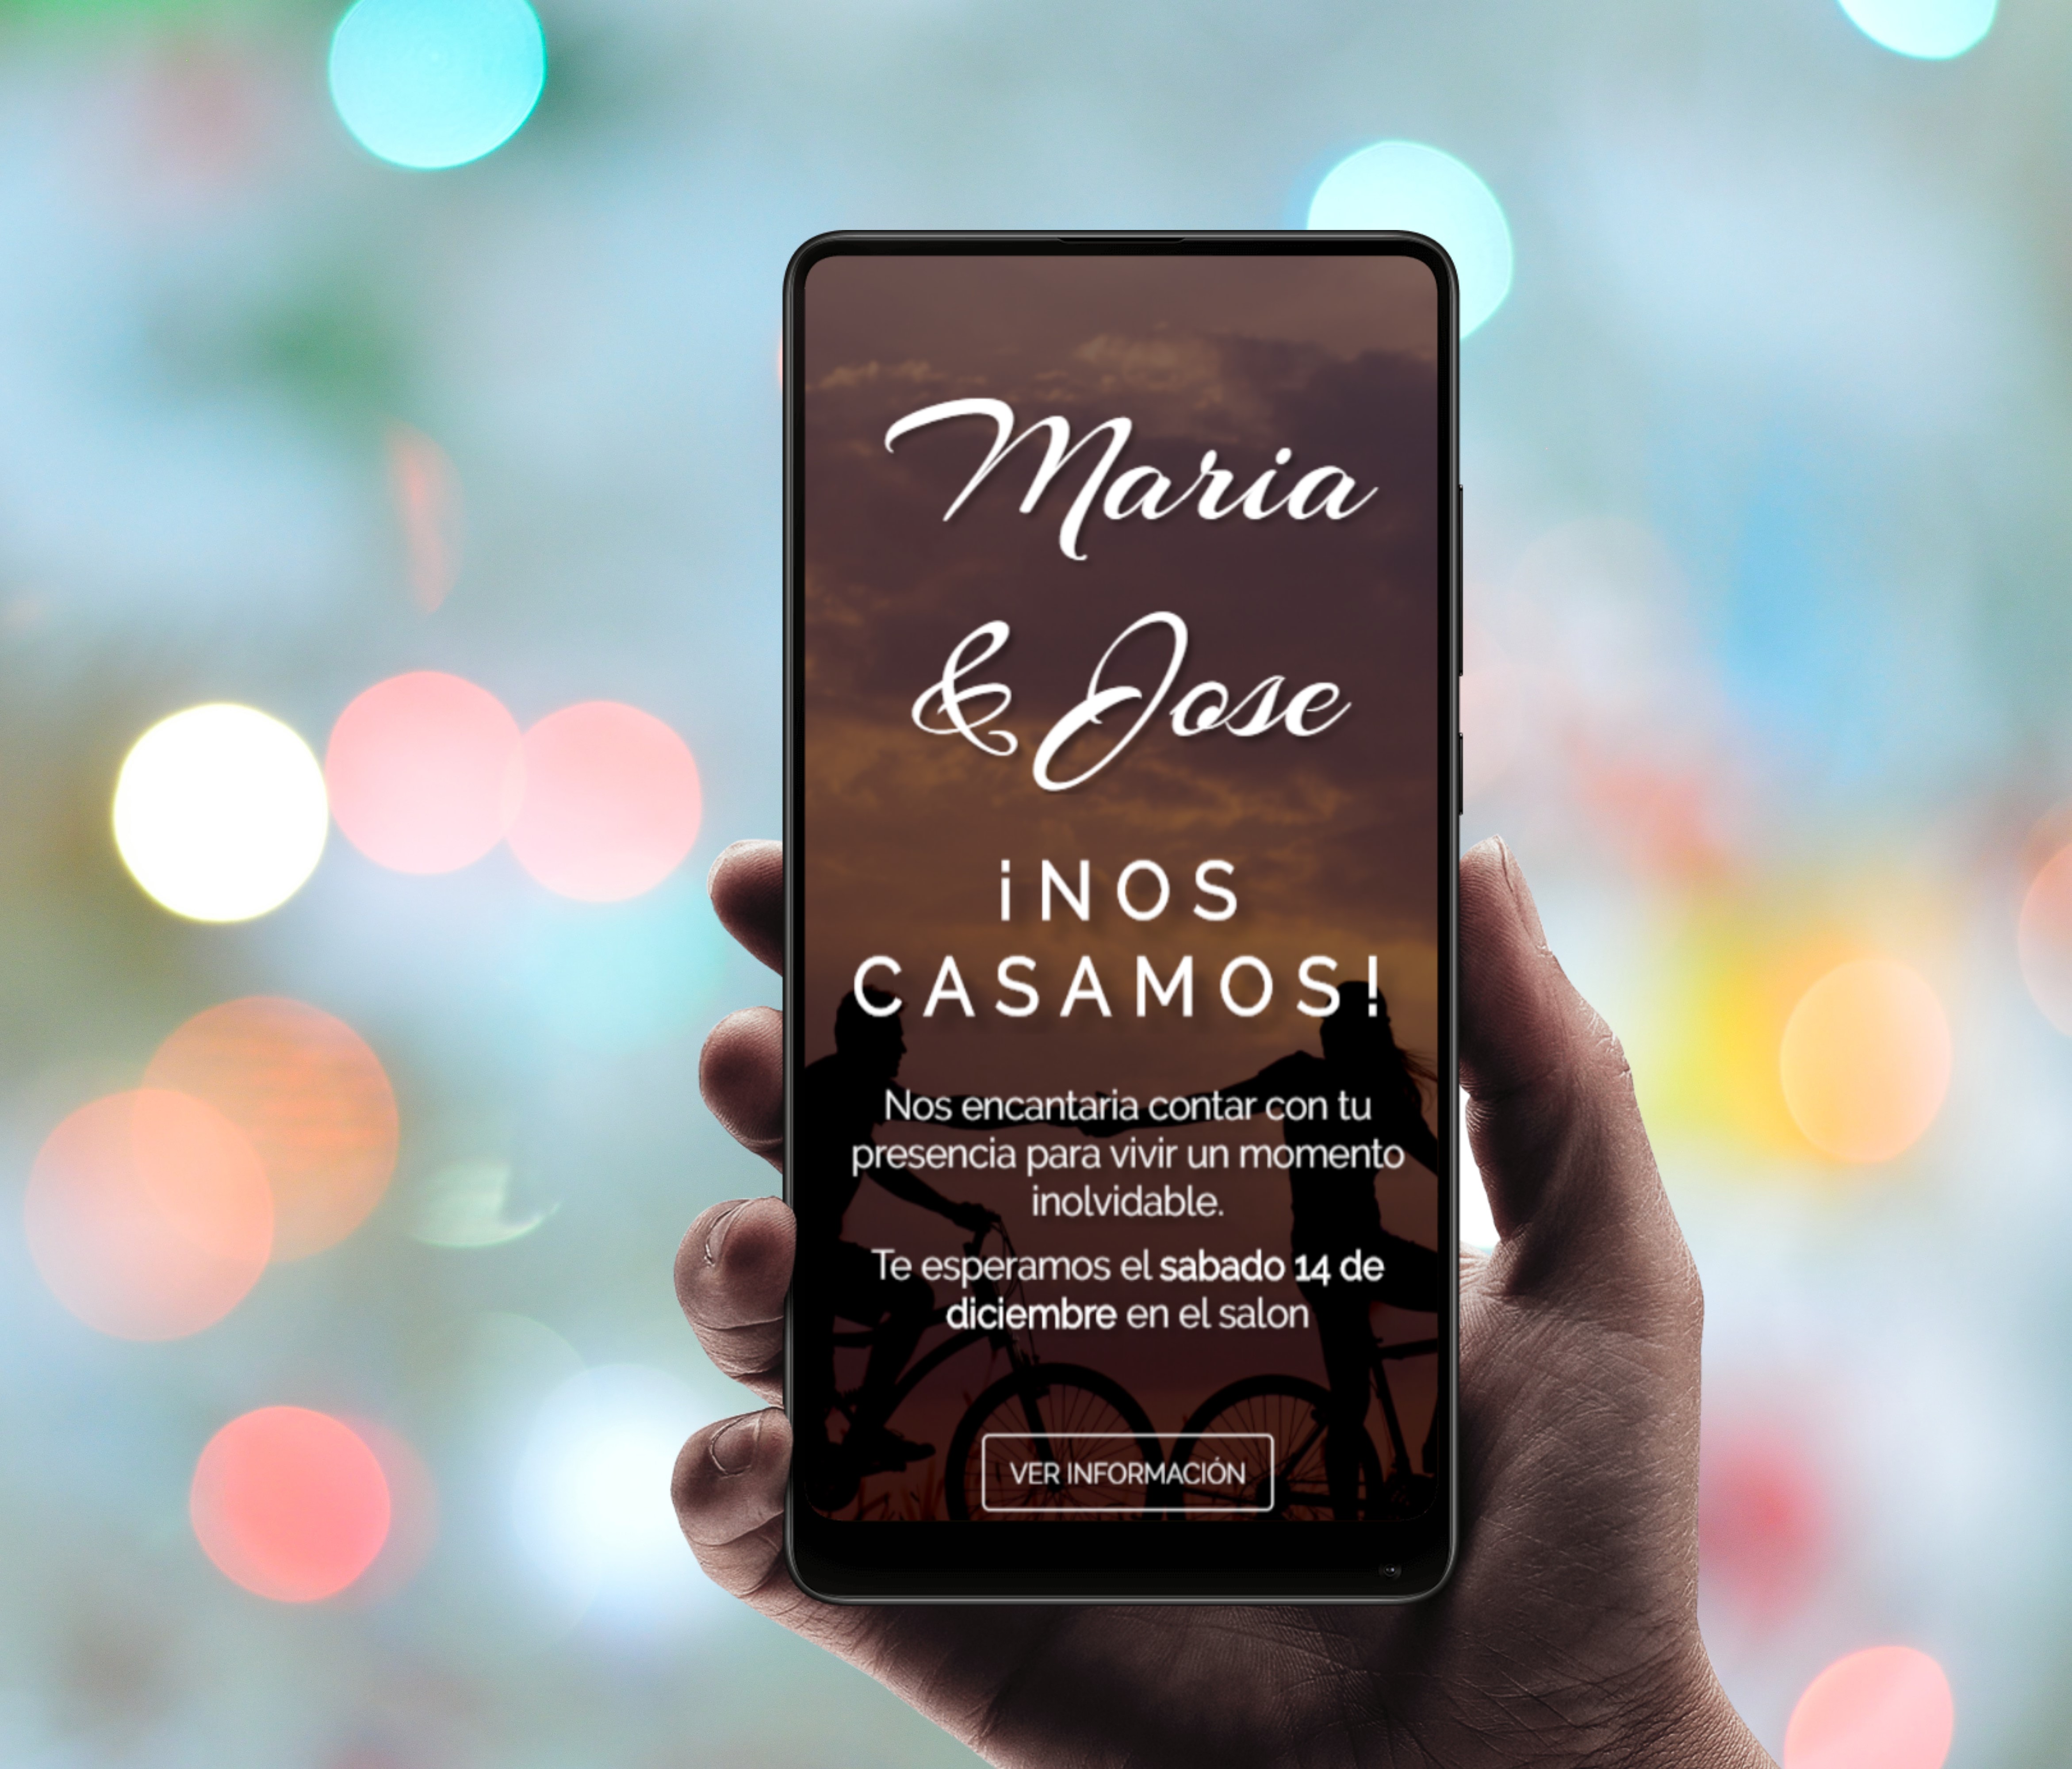 Maria
& Jose
¡NOS
CASAMOS!
Nos encantaria contar con tu
presencia para vivir un momento
inolvidable.
Te esperamos el sabado 14 de
diciembre en el salon
VER INFORMACIÓN